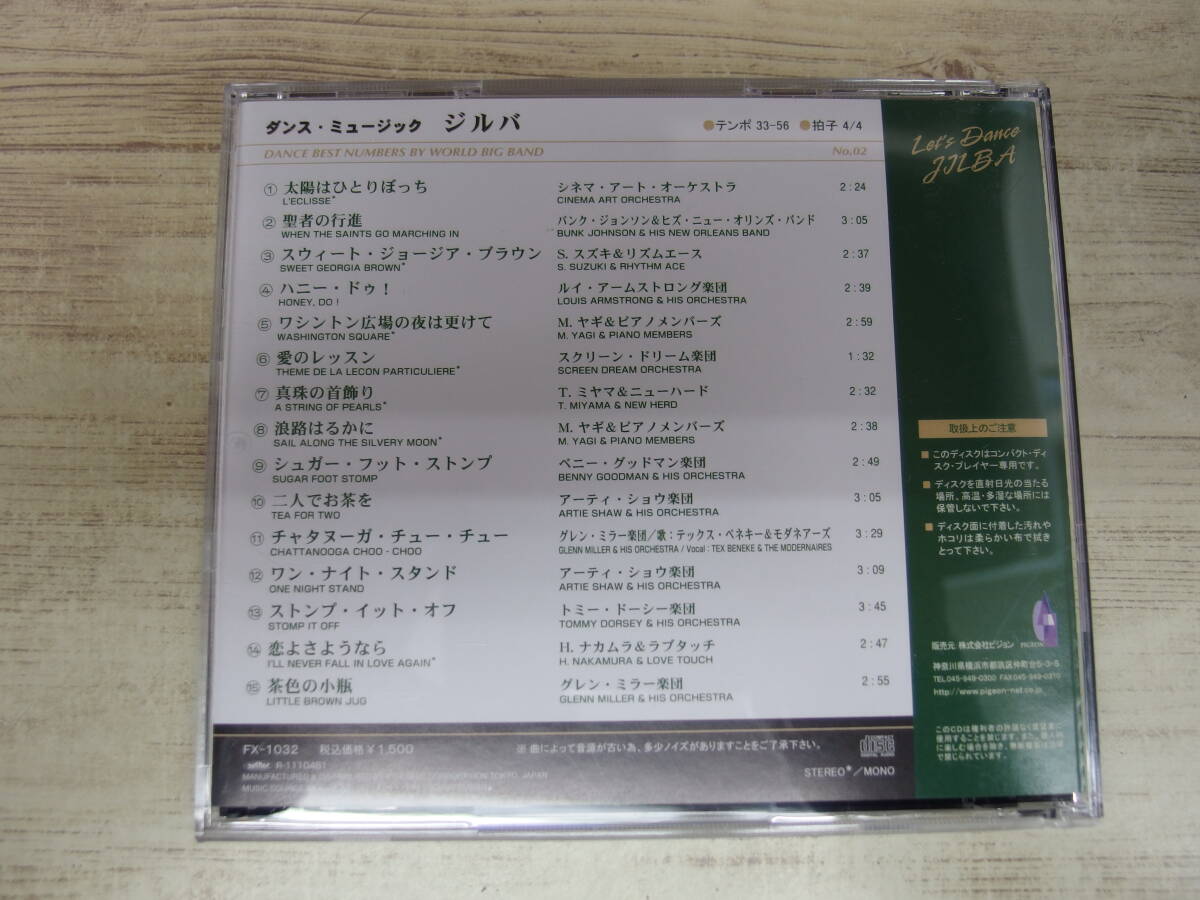 ダンス・ミュージック ジルバ
●テンポ 33-56 ●拍子 4/4
DANCE BEST NUMBERS BY WORLD BIG BAND
No.02
① 太陽はひとりぼっち シネマ・アート・オーケストラ 2:24
L'ECLISSE* CINEMA ART ORCHESTRA
② 聖者の行進 バンク・ジョンソン&ヒズ・ニュー・オリンズ・バンド 3:05
WHEN THE SAINTS GO MARCHING IN BUNK JOHNSON & HIS NEW ORLEANS BAND
③ スウィート・ジョージア・ブラウン S. スズキ&リズムエース 2:37
SWEET GEORGIA BROWN* S. SUZUKI & RHYTHM ACE
④ ハニー・ドゥ! ルイ・アームストロング楽団 2:39
HONEY, DO! LOUIS ARMSTRONG & HIS ORCHESTRA
⑤ ワシントン広場の夜は更けて M. ヤギ&ピアノメンバーズ 2:59
WASHINGTON SQUARE* M. YAGI & PIANO MEMBERS
⑥ 愛のレッスン スクリーン・ドリーム楽団 1:32
THEME DE LA LECON PARTICULIERE* SCREEN DREAM ORCHESTRA
⑦ 真珠の首飾り T. ミヤマ&ニューハード 2:32
A STRING OF PEARLS* T. MIYAMA & NEW HERD
⑧ 浪路はるかに M. ヤギ&ピアノメンバーズ 2:38
SAIL ALONG THE SILVERY MOON* M. YAGI & PIANO MEMBERS
⑨ シュガー・フット・ストンプ ベニー・グッドマン楽団 2:49
SUGAR FOOT STOMP BENNY GOODMAN & HIS ORCHESTRA
⑩ 二人でお茶を アーティ・ショウ楽団 3:05
TEA FOR TWO ARTIE SHAW & HIS ORCHESTRA
⑪ チャタヌーガ・チュー・チュー グレン・ミラー楽団/歌:テックス・ベネキー&モダネアーズ 3:29
CHATTANOOGA CHOO - CHOO GLENN MILLER & HIS ORCHESTRA / Vocal : TEX BENEKE & THE MODERNAIRES
⑫ ワン・ナイト・スタンド アーティ・ショウ楽団 3:09
ONE NIGHT STAND ARTIE SHAW & HIS ORCHESTRA
⑬ ストンプ・イット・オフ トミー・ドーシー楽団 3:45
STOMP IT OFF TOMMY DORSEY & HIS ORCHESTRA
⑭ 恋よさようなら H. ナカムラ&ラブタッチ 2:47
I'LL NEVER FALL IN LOVE AGAIN* H. NAKAMURA & LOVE TOUCH
⑮ 茶色の小瓶 グレン・ミラー楽団 2:55
LITTLE BROWN JUG GLENN MILLER & HIS ORCHESTRA
FX-1032 税込価格¥1,500 ※曲によって音源が古い為、多少ノイズがありますことをご了承下さい。
R-1110481
MANUFACTURED TOKYO, JAPAN
STEREO*/MONO
disc
DIGITAL AUDIO
Let's Dance
JILBA
取扱上のご注意
■このディスクはコンパクト・ディ
スク・プレイヤー専用です。
■ディスクを直射日光の当たる
場所、高温・多湿な場所には
保管しないで下さい。
■ディスク面に付着した汚れや
ホコリは柔らかい布で拭き
とって下さい。
PIGEON
販売元 株式会社ピジョン
神奈川県横浜市都筑区仲町台5-3-5
TEL045-949-0300 FAX045-949-0310
http://www.pigeon-net.co.jp